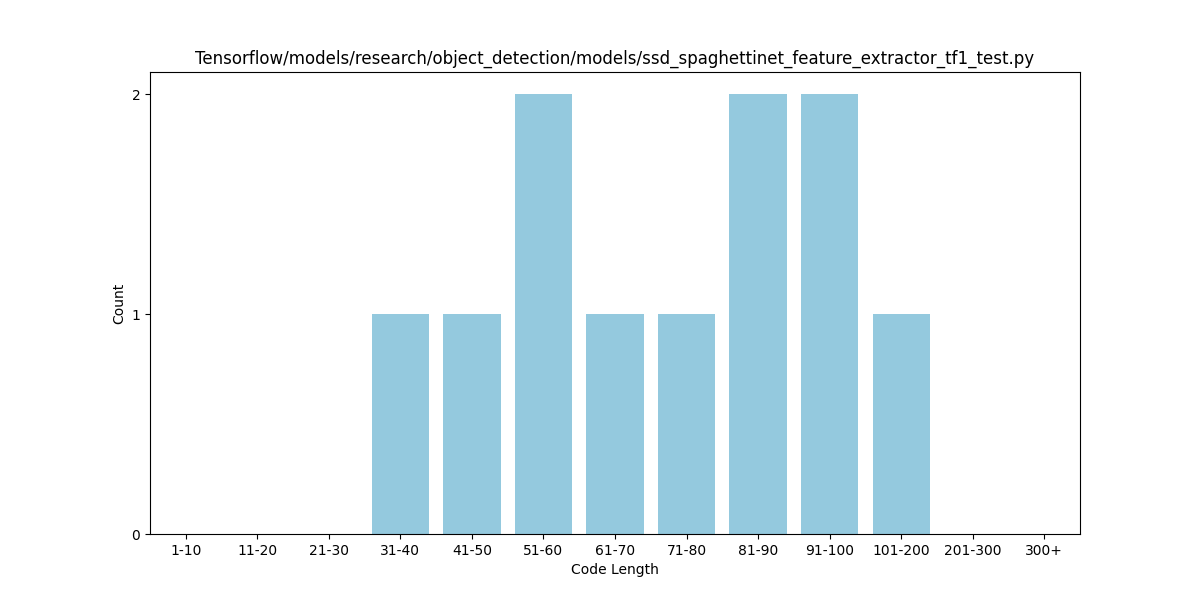 Tensorflow/models/research/object_detection/models/ssd_spaghettinet_feature_extractor_tf1_test.py
2
1
0
Count
1-10 11-20 21-30 31-40 41-50 51-60 61-70 71-80 81-90 91-100 101-200 201-300 300+
Code Length